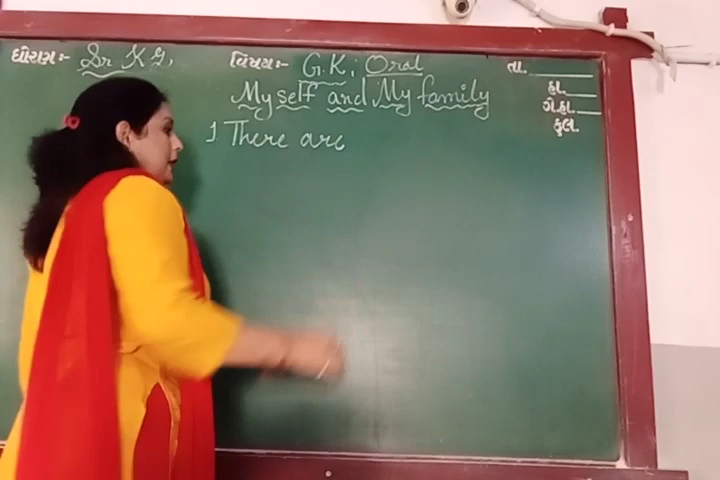 ધોરણ:- Sr K.G.
વિષય:- G.K; Oral
તા.
હા.
ગે.હા.
કુલ.
My self and My family
1 There are